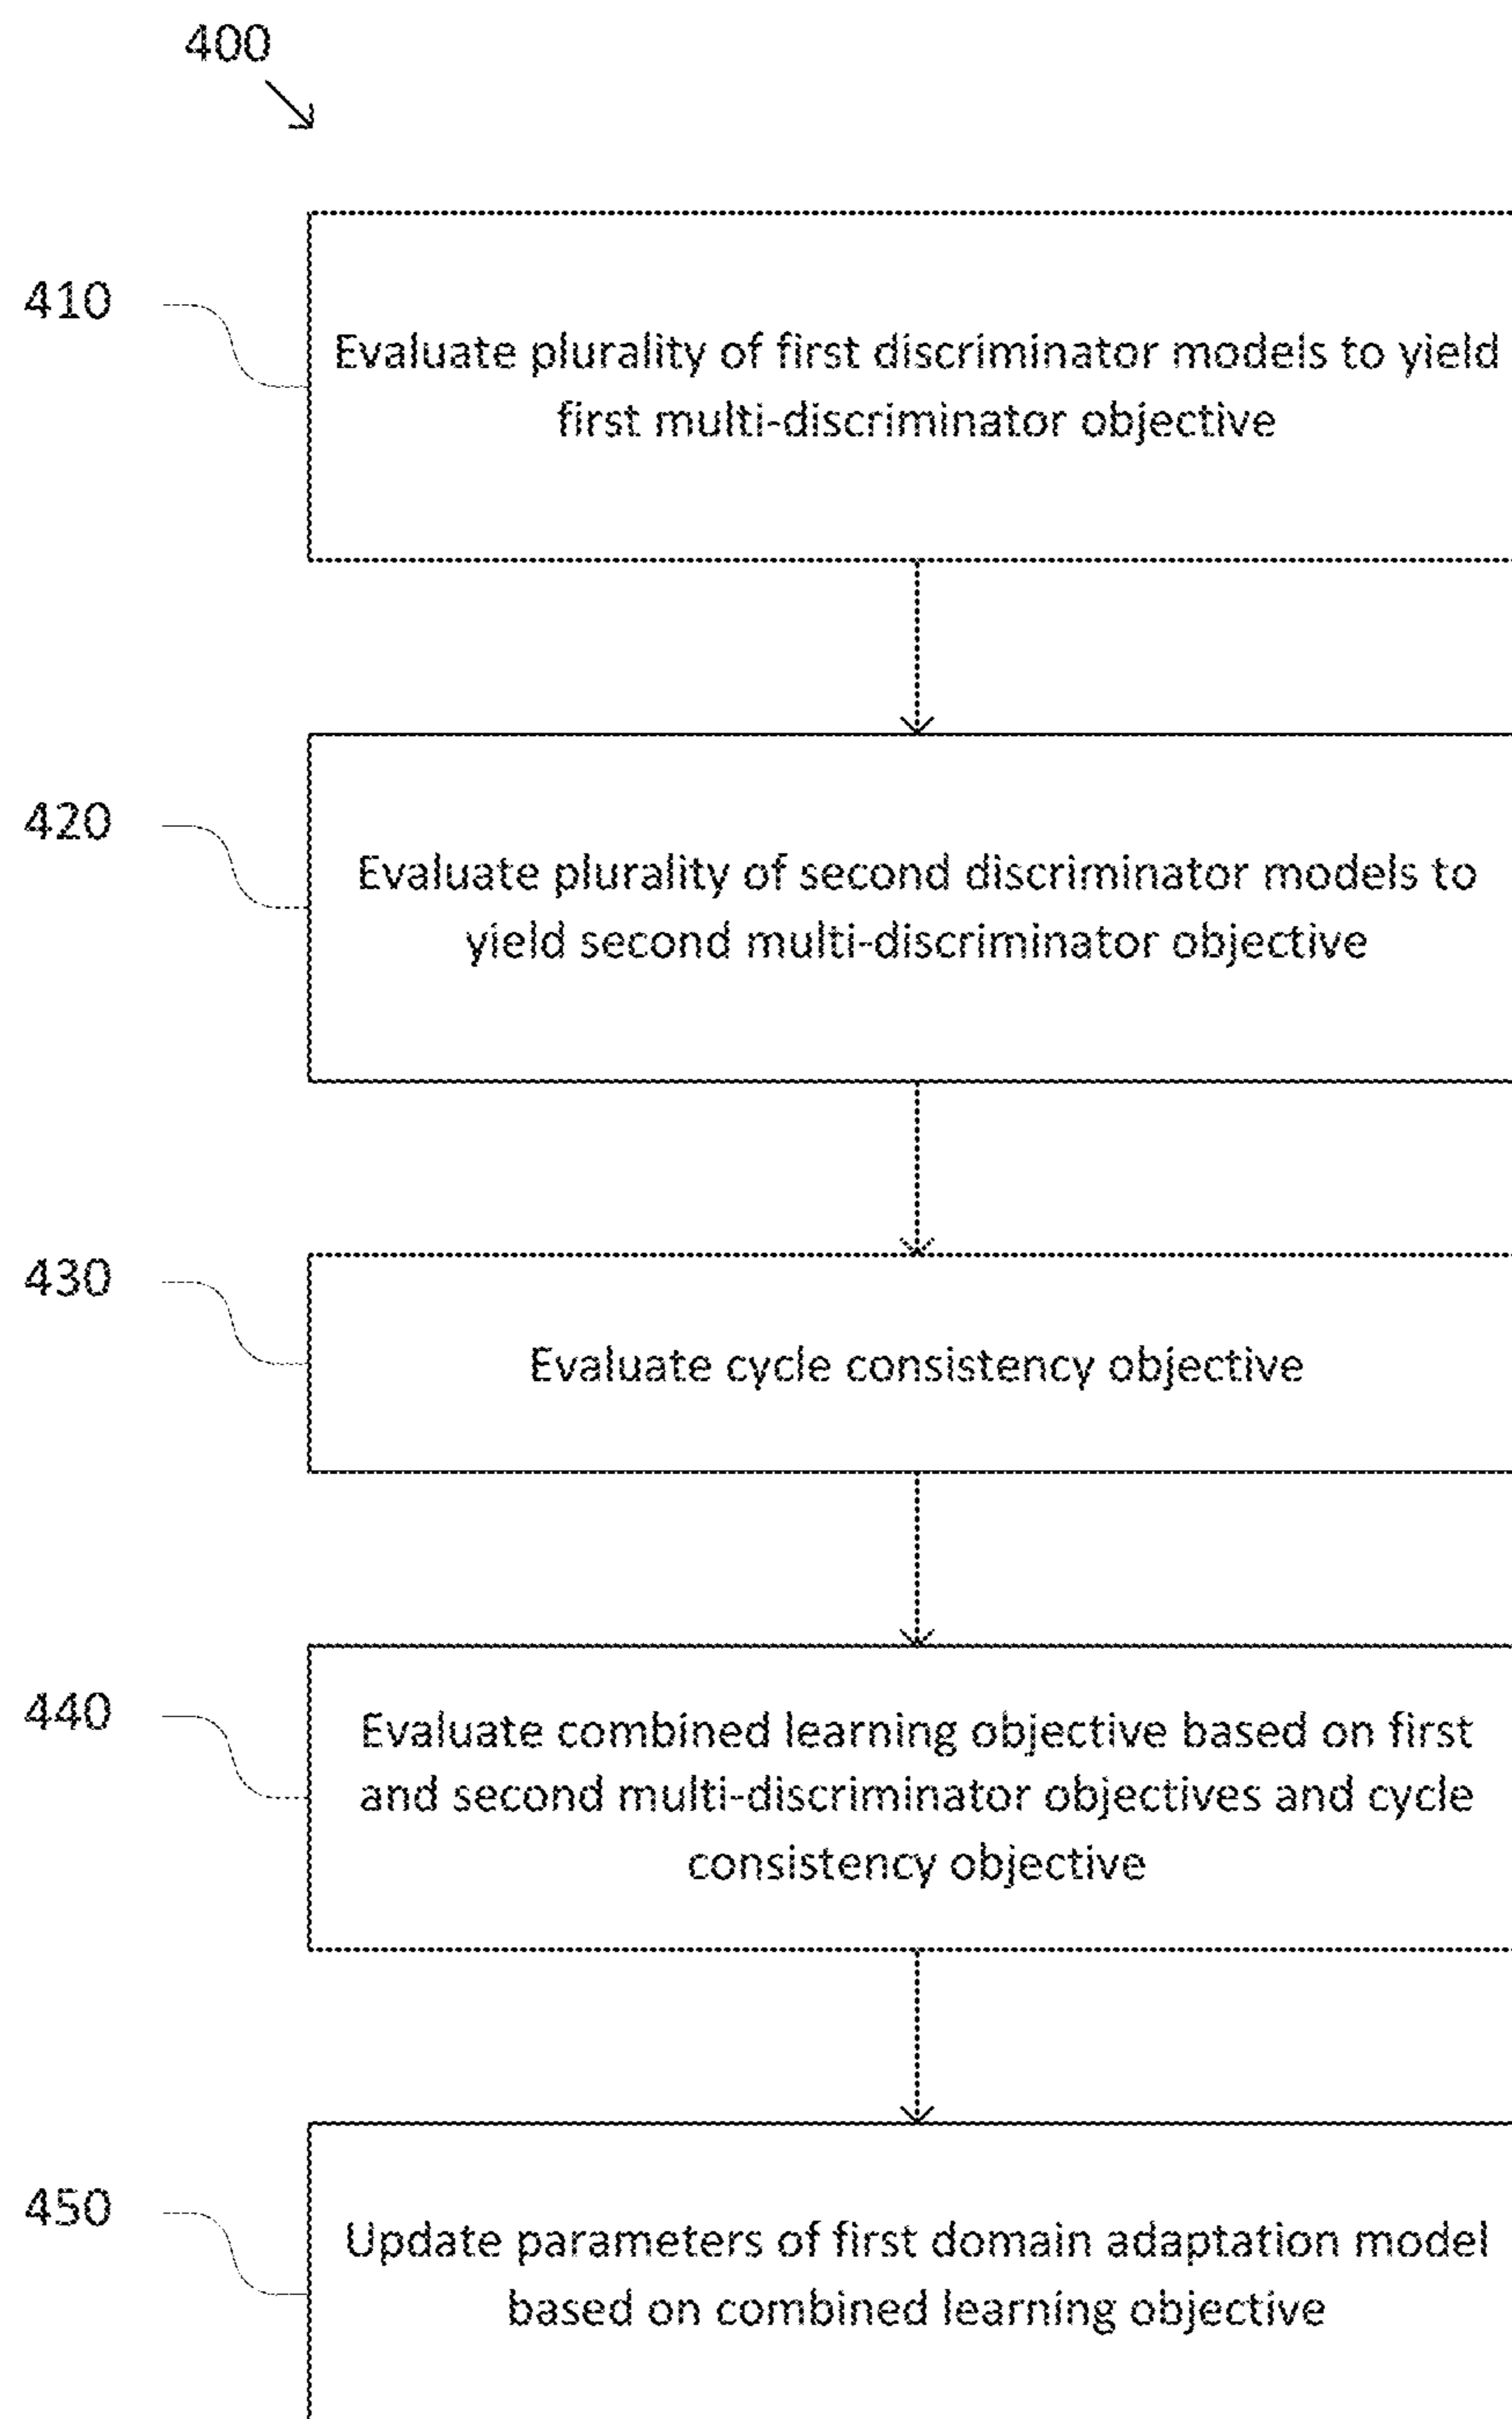 400
410
Evaluate plurality of first discriminator models to yield
first multi-discriminator objective
420
Evaluate plurality of second discriminator models to
yield second multi-discriminator objective
430
Evaluate cycle consistency objective
440
Evaluate combined learning objective based on first
and second multi-discriminator objectives and cycle
consistency objective
450
Update parameters of first domain adaptation model
based on combined learning objective